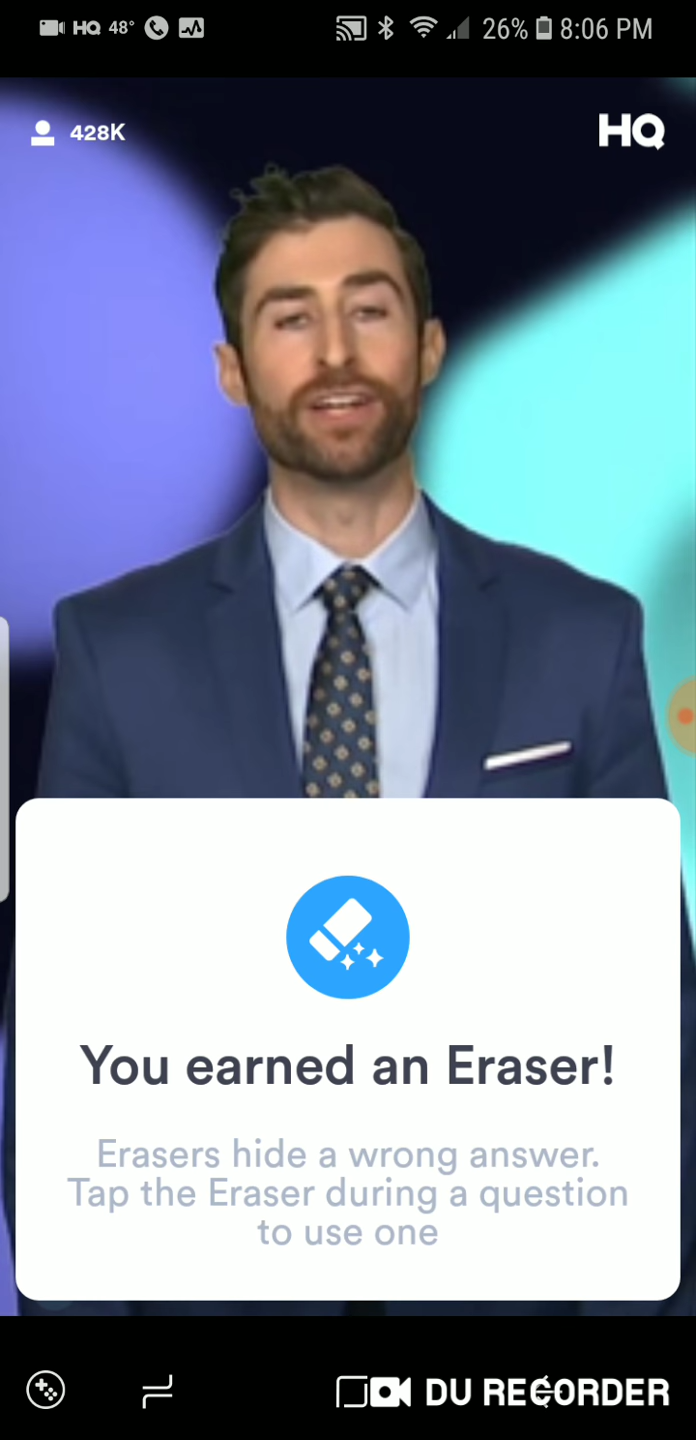 HQ 48° 26% 8:06 PM
428K HQ
You earned an Eraser!
Erasers hide a wrong answer.
Tap the Eraser during a question
to use one
DU RECORDER